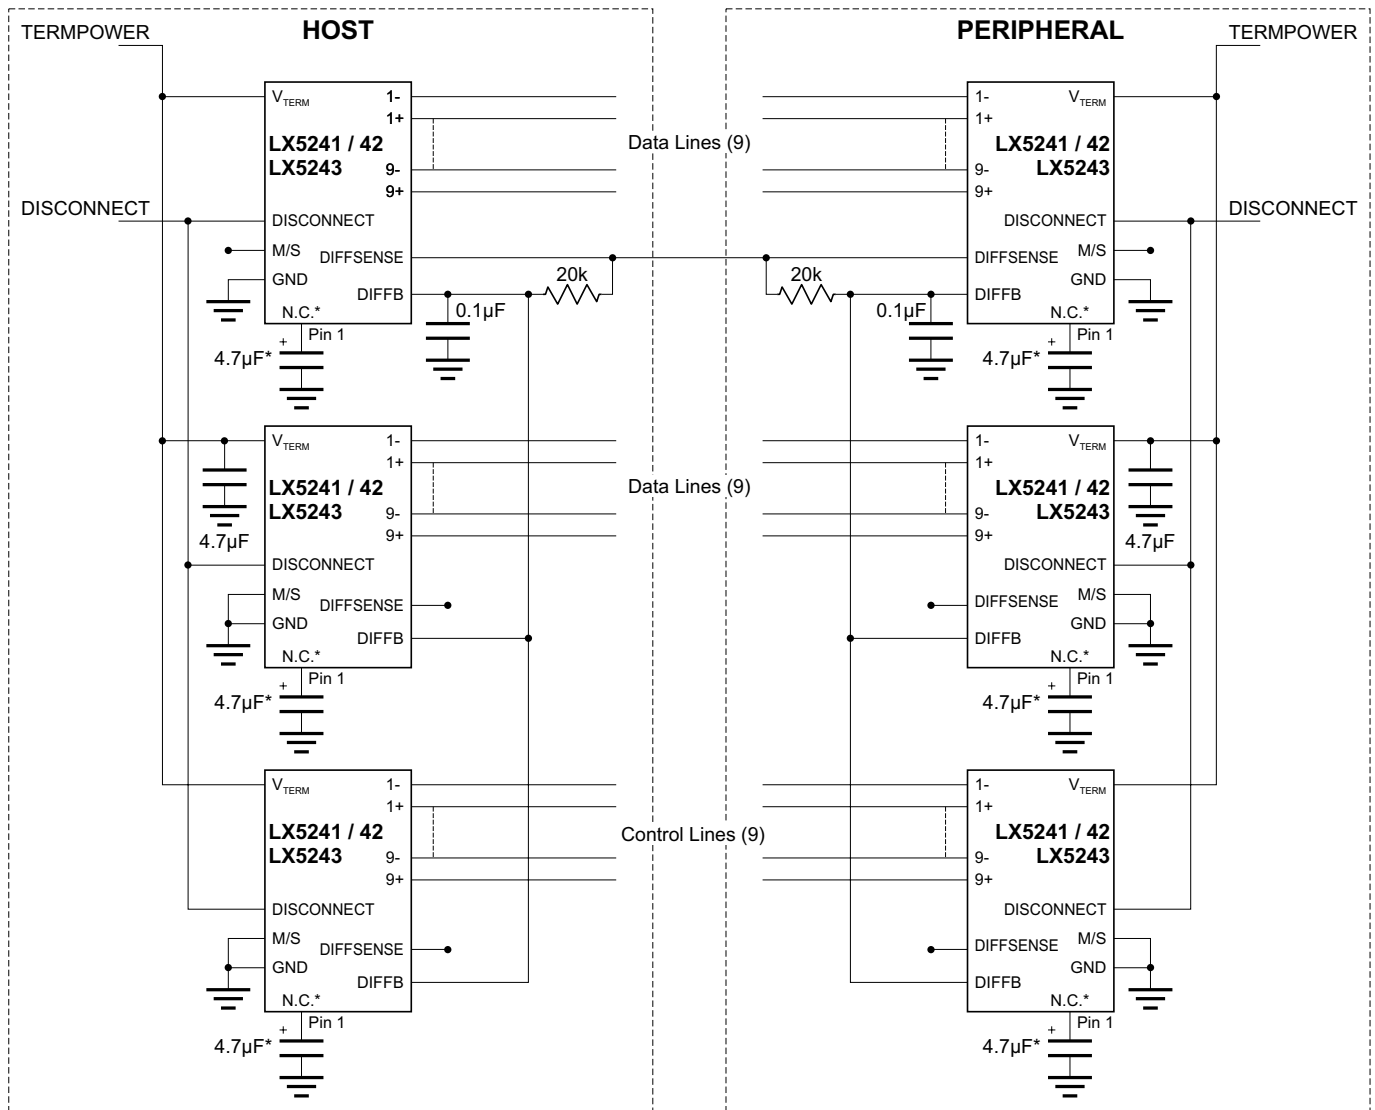 HOST
PERIPHERAL
TERMPOWER
TERMPOWER
VTERM
1-
1+
LX5241 / 42
LX5243
9-
9+
DISCONNECT
DISCONNECT
M/S
DIFFSENSE
GND
DIFFB
N.C.*
Pin 1
4.7µF*
+
0.1µF
20k
Data Lines (9)
1-
VTERM
1+
LX5241 / 42
LX5243
9-
9+
DISCONNECT
DISCONNECT
M/S
DIFFSENSE
GND
DIFFB
N.C.*
Pin 1
4.7µF*
+
0.1µF
20k
VTERM
1-
1+
LX5241 / 42
LX5243
9-
9+
4.7µF
DISCONNECT
M/S
DIFFSENSE
GND
DIFFB
N.C.*
Pin 1
4.7µF*
+
Data Lines (9)
1-
VTERM
1+
LX5241 / 42
LX5243
9-
9+
4.7µF
DISCONNECT
M/S
DIFFSENSE
GND
DIFFB
N.C.*
Pin 1
4.7µF*
+
VTERM
1-
1+
LX5241 / 42
LX5243
9-
9+
DISCONNECT
M/S
DIFFSENSE
GND
DIFFB
N.C.*
Pin 1
4.7µF*
+
Control Lines (9)
1-
VTERM
1+
LX5241 / 42
LX5243
9-
9+
DISCONNECT
M/S
DIFFSENSE
GND
DIFFB
N.C.*
Pin 1
4.7µF*
+